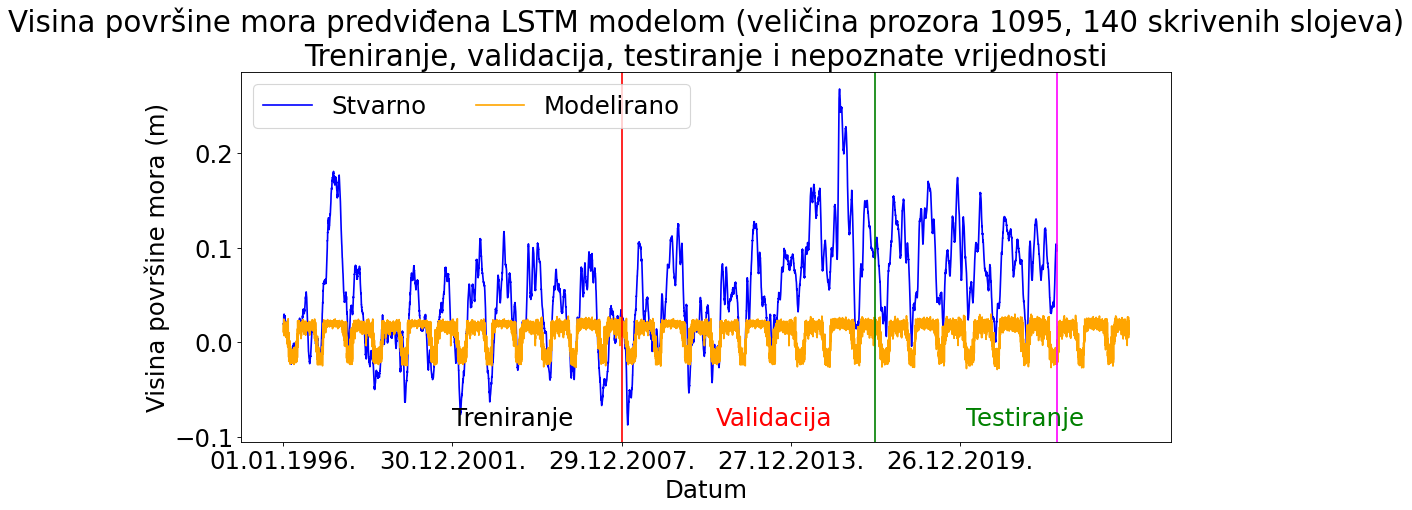 Visina površine mora predviđena LSTM modelom (veličina prozora 1095, 140 skrivenih slojeva)
Treniranje, validacija, testiranje i nepoznate vrijednosti
Stvarno
Modelirano
Visina površine mora (m)
0.2
0.1
0.0
−0.1
Treniranje
Validacija
Testiranje
01.01.1996.
30.12.2001.
29.12.2007.
27.12.2013.
26.12.2019.
Datum